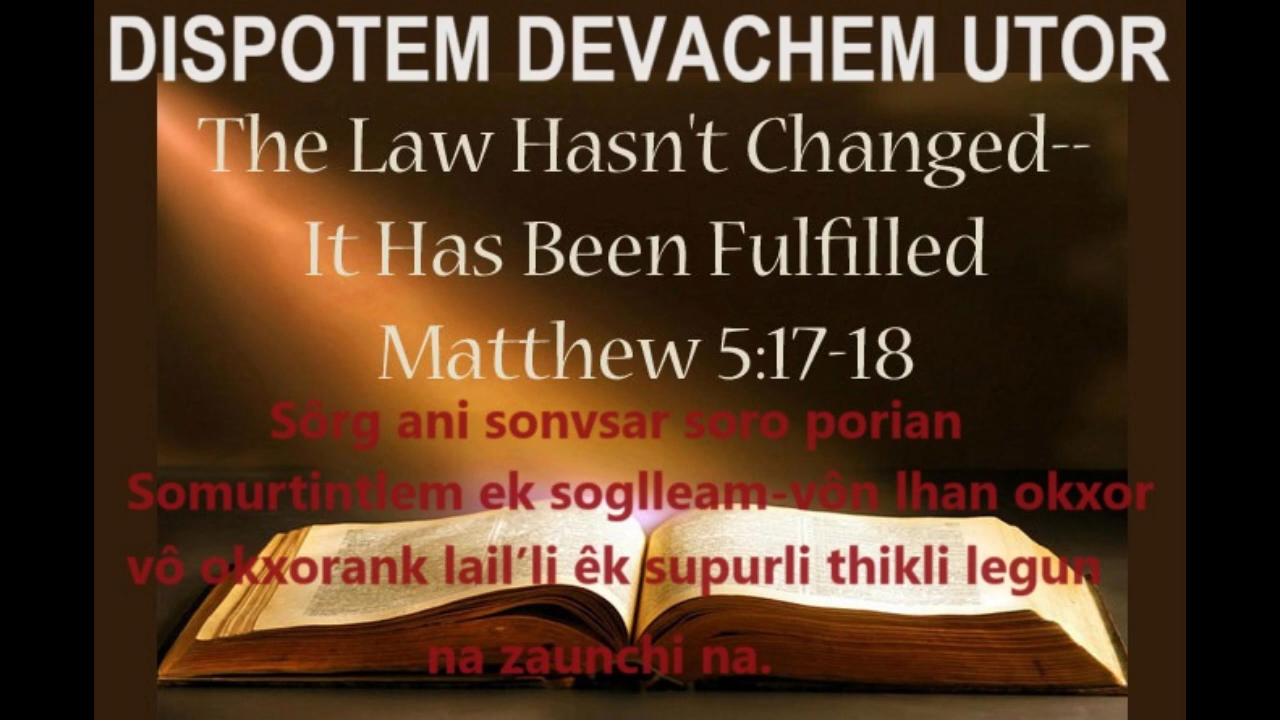 DISPOTEM DEVACHEM UTOR
The Law Hasn't Changed--
It Has Been Fulfilled
Matthew 5:17-18
Sôrg ani sonvsar soro porian
Somurtintlem ek soglleam-vôn lhan okxor
vô okxorank lail’li êk supurli thikli legun
na zaunchi na.